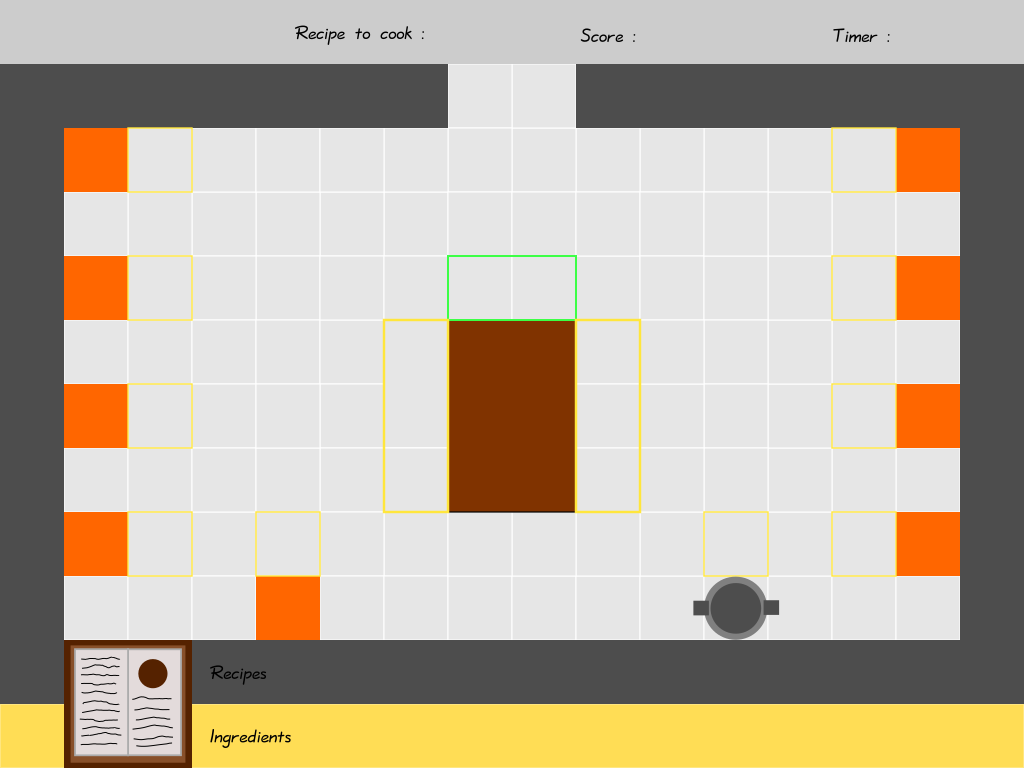 Recipe to cook :
Score :
Timer :
Recipes
Ingredients